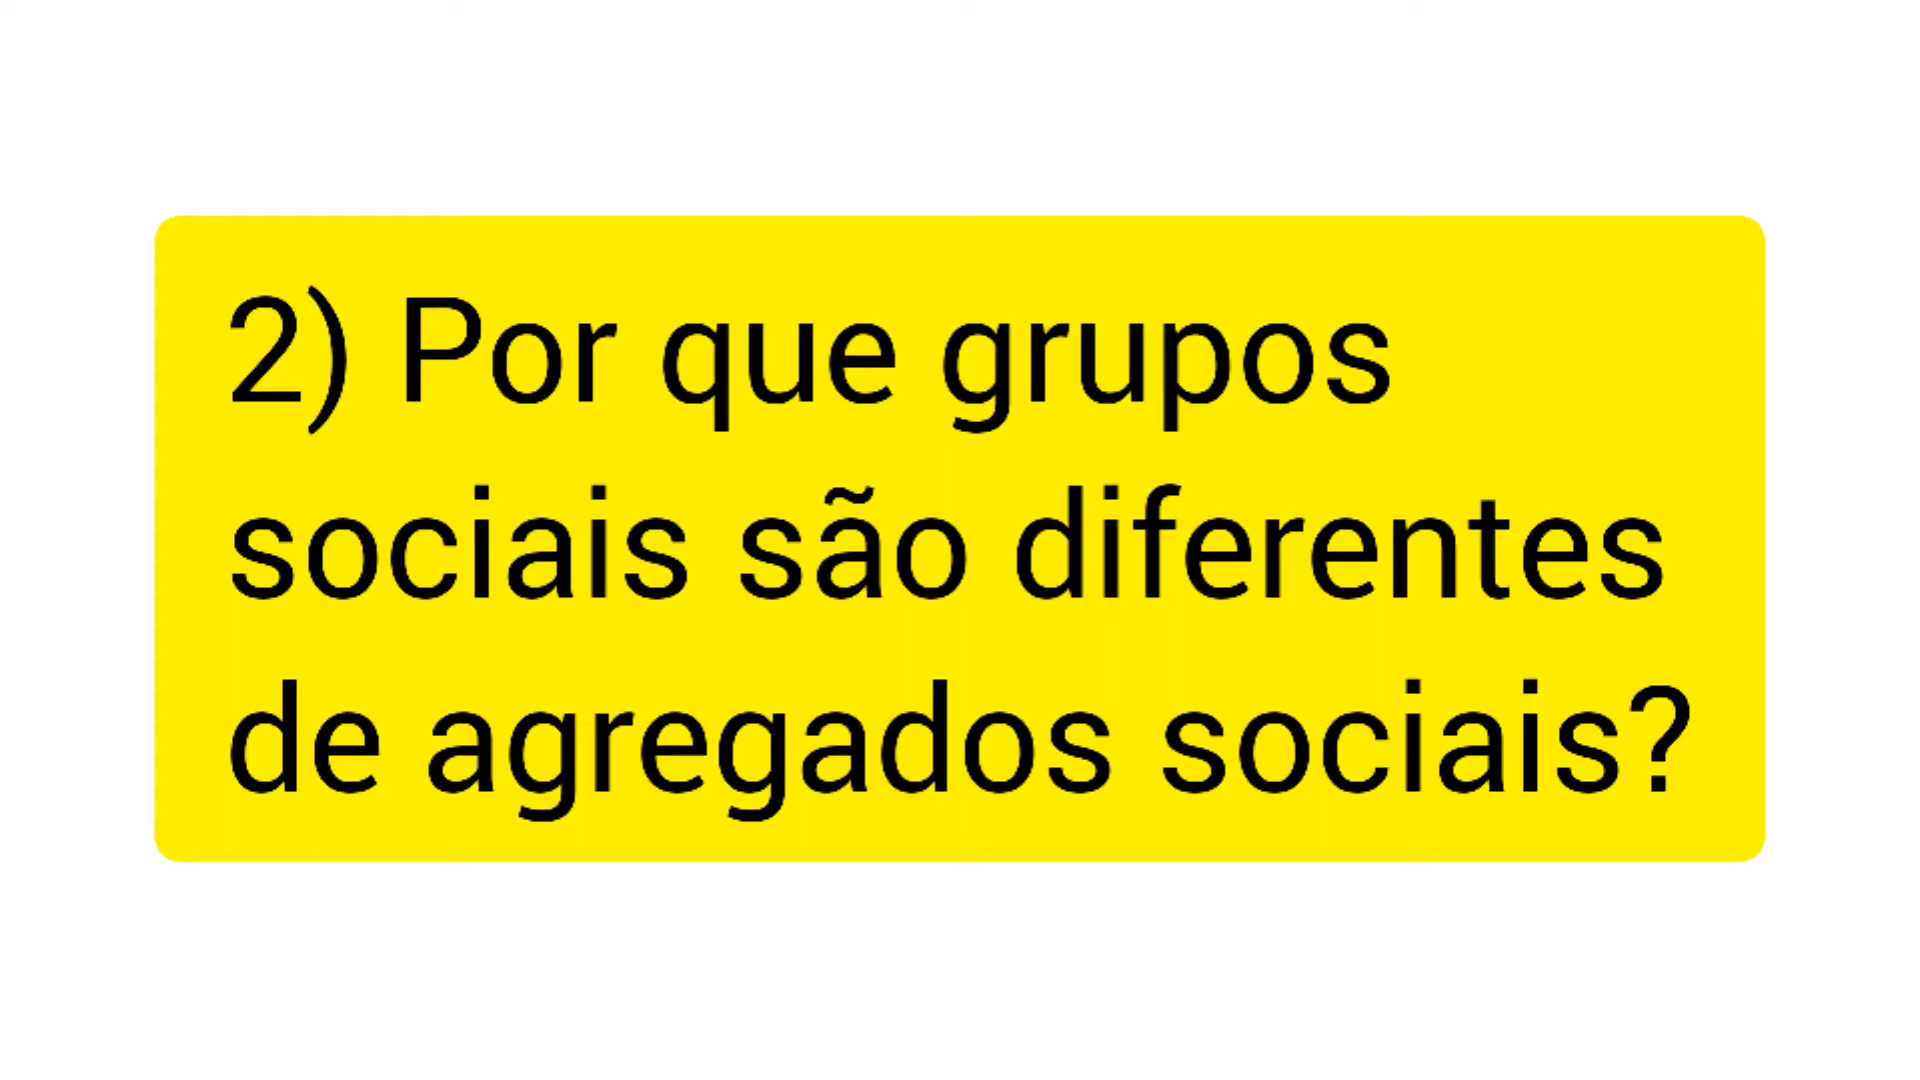 2) Por que grupos
sociais são diferentes
de agregados sociais?